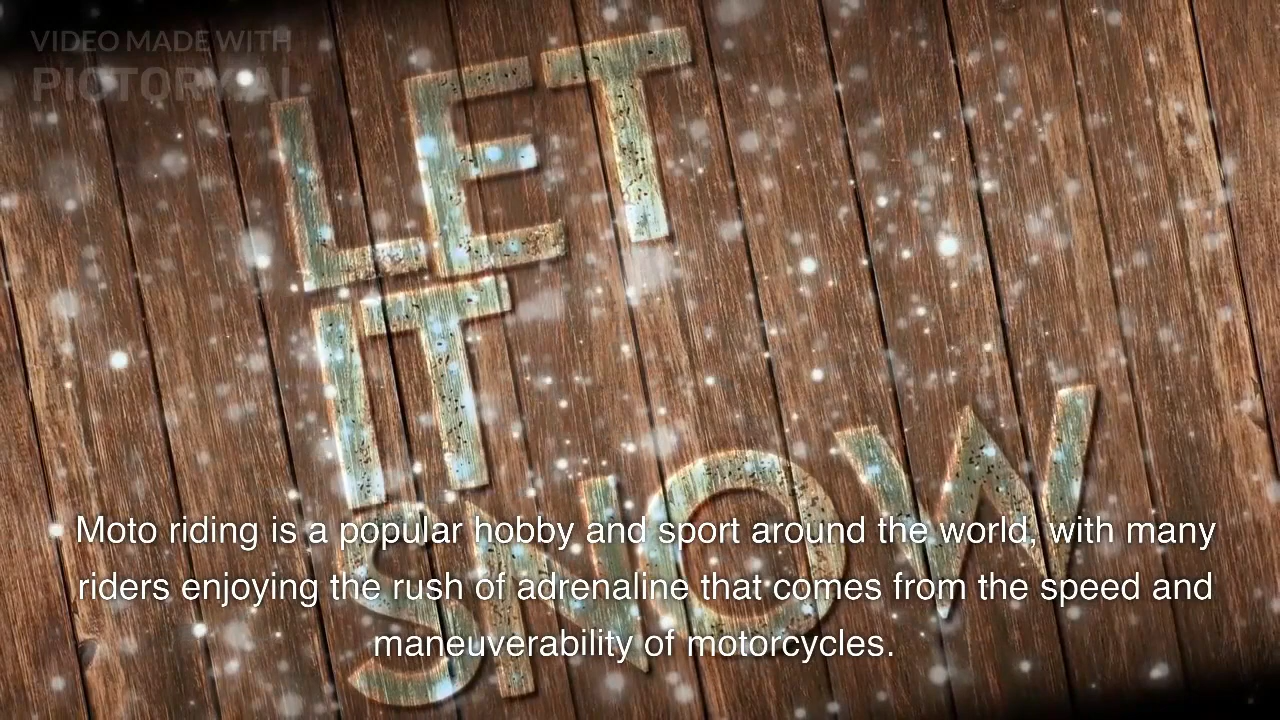 VIDEO MADE WITH
PICTORY.AI
LET
IT
SNOW
Moto riding is a popular hobby and sport around the world, with many
riders enjoying the rush of adrenaline that comes from the speed and
maneuverability of motorcycles.